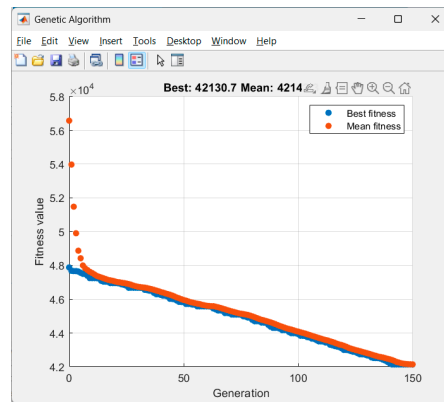 Genetic Algorithm
File Edit View Insert Tools Desktop Window Help
×10⁴
Best: 42130.7 Mean: 4214
5.8
5.6
5.4
5.2
5
4.8
4.6
4.4
4.2
Fitness value
Best fitness
Mean fitness
0 50 100 150
Generation